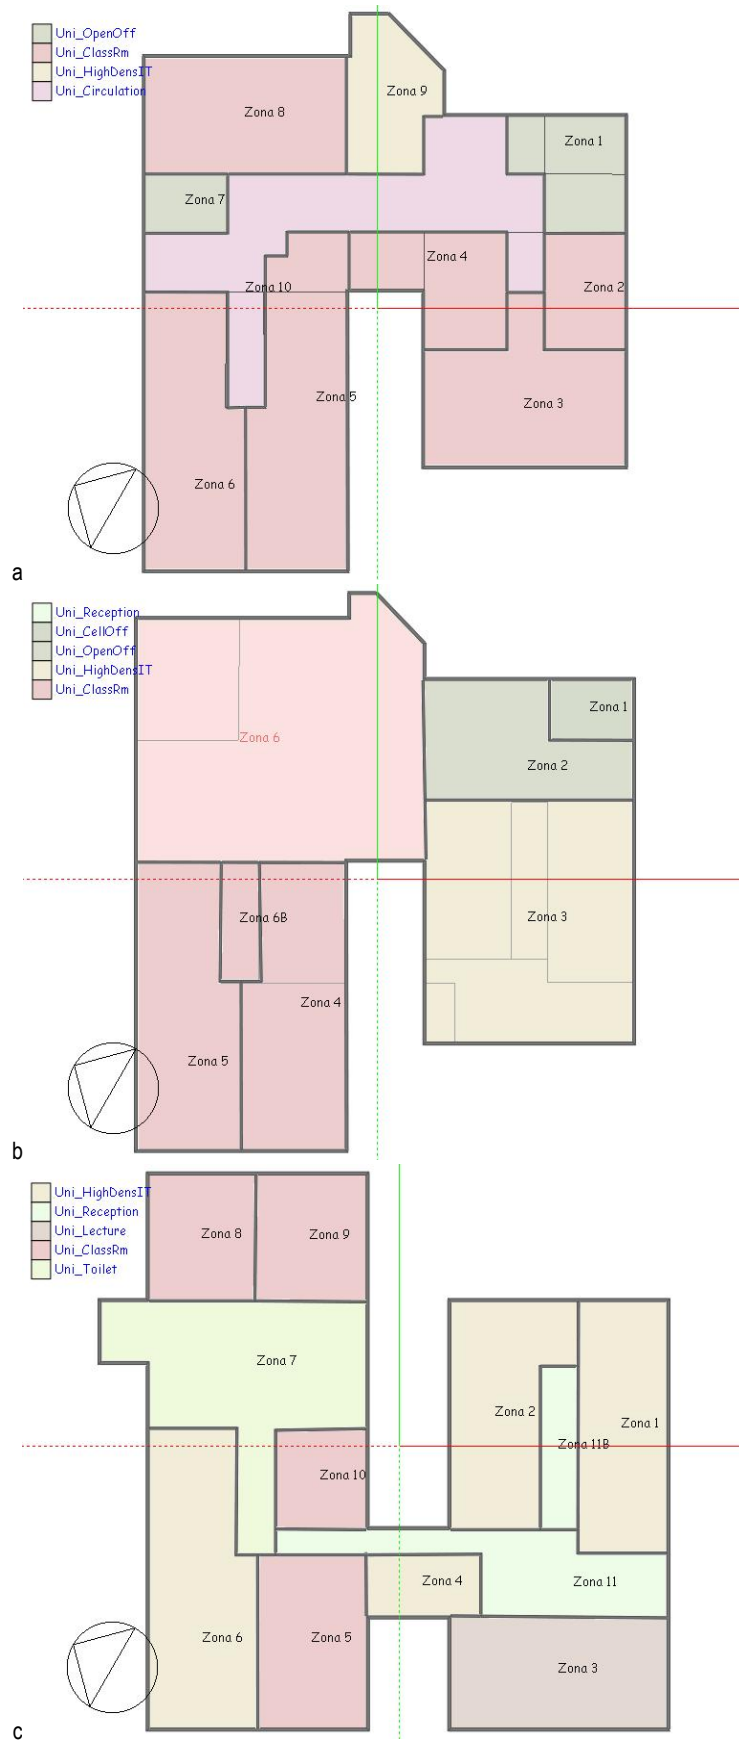 Uni_OpenOff
Uni_ClassRm
Uni_HighDensIT
Uni_Circulation
Zona 9
Zona 8
Zona 1
Zona 7
Zona 4
Zona 10
Zona 2
Zona 5
Zona 3
Zona 6
a
Uni_Reception
Uni_CellOff
Uni_OpenOff
Uni_HighDensIT
Uni_ClassRm
Zona 1
Zona 6
Zona 2
Zona 6B
Zona 3
Zona 4
Zona 5
b
Uni_HighDensIT
Uni_Reception
Uni_Lecture
Uni_ClassRm
Uni_Toilet
Zona 8
Zona 9
Zona 7
Zona 2
Zona 1
Zona 11B
Zona 10
Zona 4
Zona 11
Zona 6
Zona 5
Zona 3
c